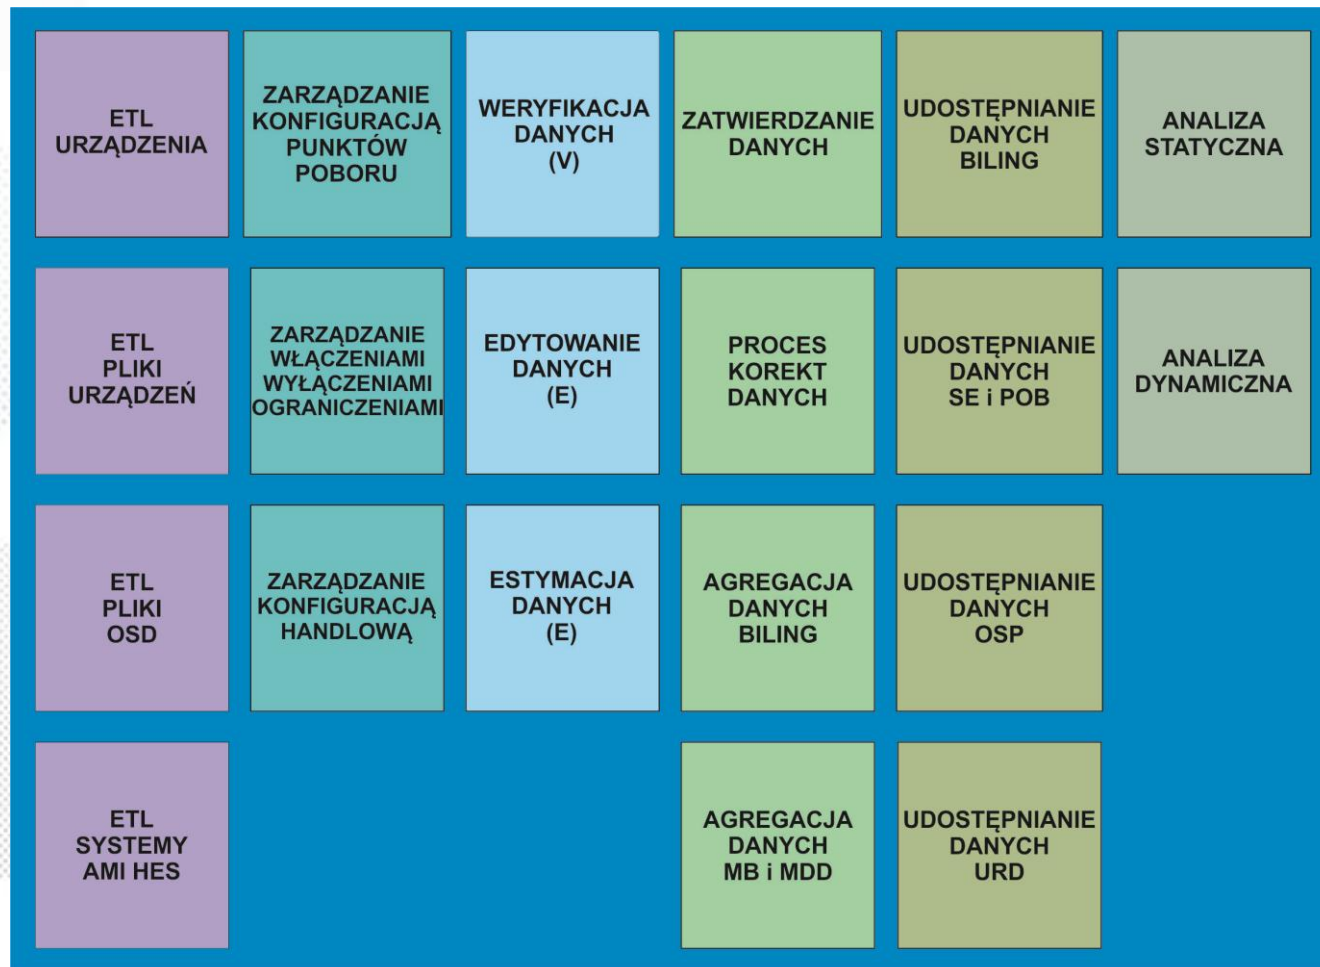 ETL
URZĄDZENIA
ZARZĄDZANIE
KONFIGURACJĄ
PUNKTÓW
POBORU
WERYFIKACJA
DANYCH
(V)
ZATWIERDZANIE
DANYCH
UDOSTĘPNIANIE
DANYCH
BILING
ANALIZA
STATYCZNA
ETL
PLIKI
URZĄDZEŃ
ZARZĄDZANIE
WŁĄCZENIAMI
WYŁĄCZENIAMI
OGRANICZENIAMI
EDYTOWANIE
DANYCH
(E)
PROCES
KOREKT
DANYCH
UDOSTĘPNIANIE
DANYCH
SE i POB
ANALIZA
DYNAMICZNA
ETL
PLIKI
OSD
ZARZĄDZANIE
KONFIGURACJĄ
HANDLOWĄ
ESTYMACJA
DANYCH
(E)
AGREGACJA
DANYCH
BILING
UDOSTĘPNIANIE
DANYCH
OSP
ETL
SYSTEMY
AMI HES
AGREGACJA
DANYCH
MB i MDD
UDOSTĘPNIANIE
DANYCH
URD